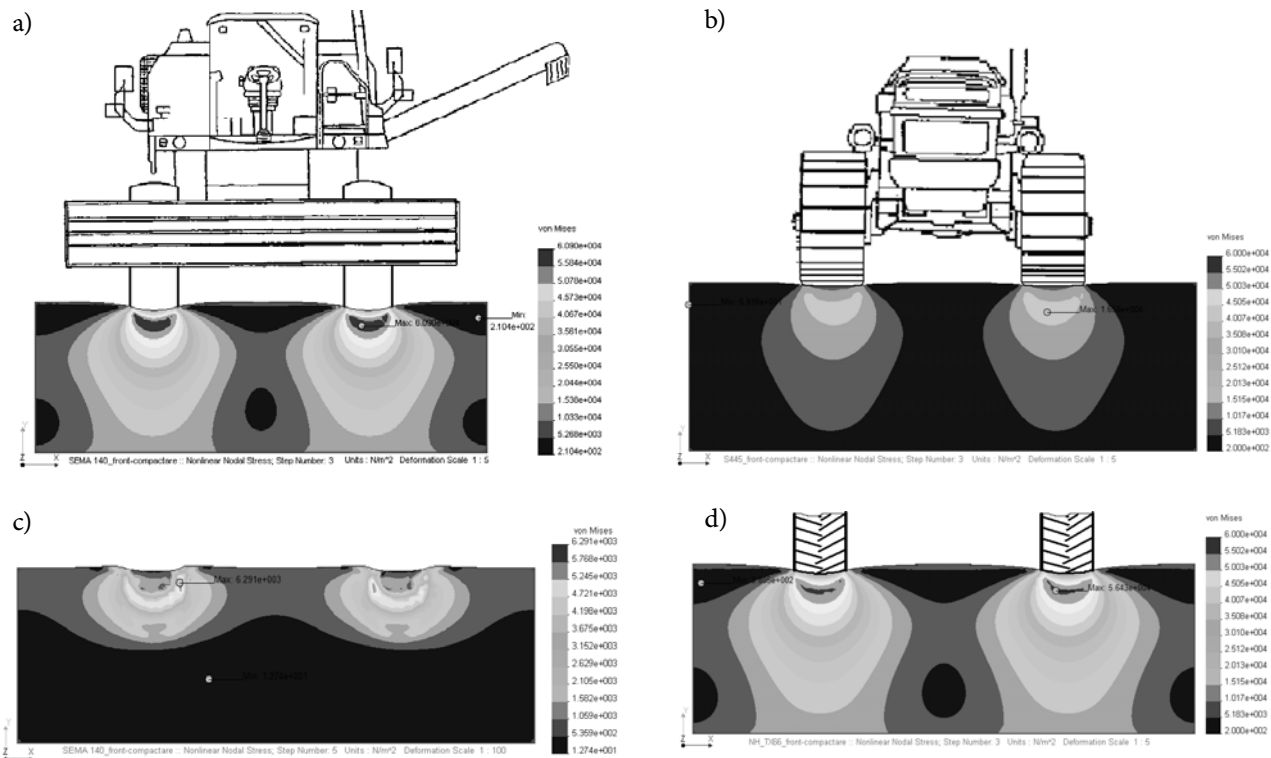 a)
von Mises
6.090e+004
5.584e+004
5.078e+004
4.573e+004
4.067e+004
3.561e+004
3.055e+004
2.550e+004
2.044e+004
1.538e+004
1.033e+004
5.268e+003
2.104e+002
Max:
Min:
2.104e+002
Y
Z X
SEMA 140_front-compactare :: Nonlinear Nodal Stress; Step Number: 3 Units : N/m^2 Deformation Scale 1 : 5
b)
von Mises
6.000e+004
5.502e+004
5.003e+004
4.505e+004
4.007e+004
3.508e+004
3.010e+004
2.512e+004
2.013e+004
1.515e+004
1.017e+004
5.183e+003
2.000e+002
Max:
Y
Z X
S445_front-compactare :: Nonlinear Nodal Stress; Step Number: 3 Units : N/m^2 Deformation Scale 1 : 5
c)
von Mises
6.291e+003
5.768e+003
5.245e+003
4.721e+003
4.198e+003
3.675e+003
3.152e+003
2.629e+003
2.105e+003
1.582e+003
1.059e+003
5.359e+002
1.274e+001
Max: 6.291e+003
Y
Z X
SEMA 140_front-compactare :: Nonlinear Nodal Stress; Step Number: 5 Units : N/m^2 Deformation Scale 1 : 100
d)
von Mises
6.000e+004
5.502e+004
5.003e+004
4.505e+004
4.007e+004
3.508e+004
3.010e+004
2.512e+004
2.013e+004
1.515e+004
1.017e+004
5.183e+003
2.000e+002
Max: 5.643e+004
Y
Z X
NH_TX66_front-compactare :: Nonlinear Nodal Stress; Step Number: 3 Units : N/m^2 Deformation Scale 1 : 5